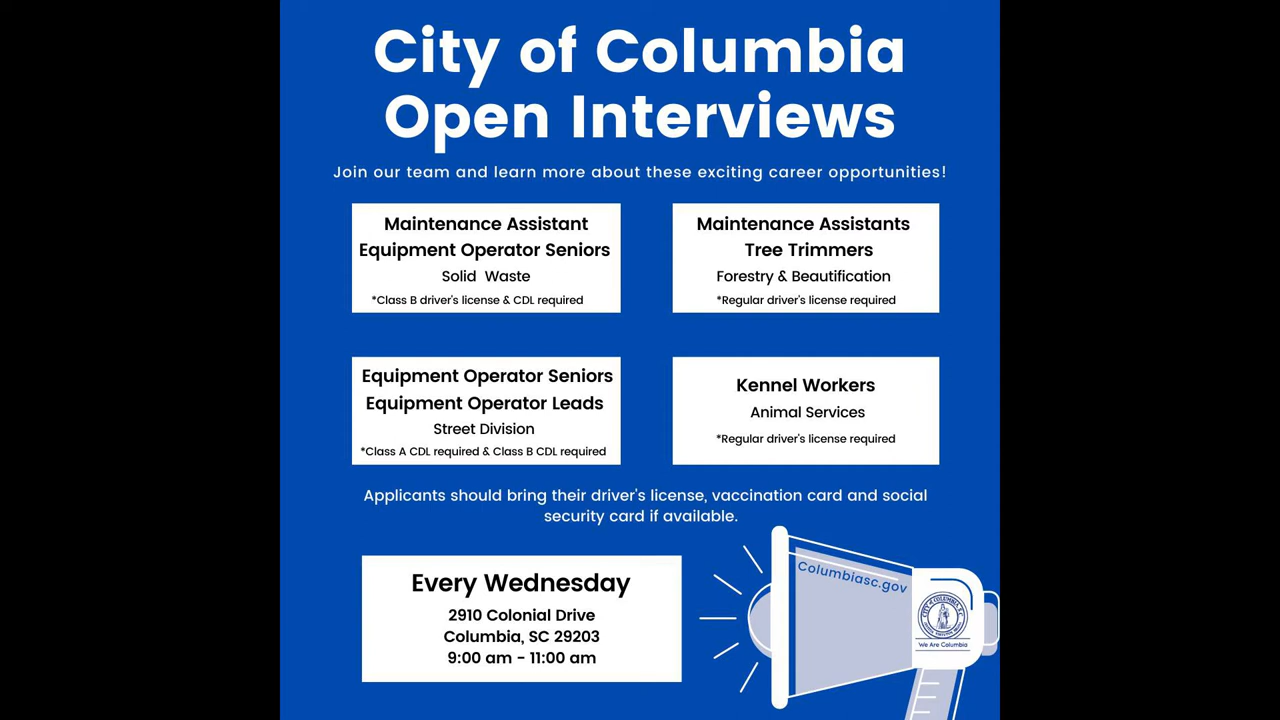 City of Columbia
Open Interviews
Join our team and learn more about these exciting career opportunities!
Maintenance Assistant
Equipment Operator Seniors
Solid Waste
*Class B driver's license & CDL required
Maintenance Assistants
Tree Trimmers
Forestry & Beautification
*Regular driver's license required
Equipment Operator Seniors
Equipment Operator Leads
Street Division
*Class A CDL required & Class B CDL required
Kennel Workers
Animal Services
*Regular driver's license required
Applicants should bring their driver's license, vaccination card and social
security card if available.
Every Wednesday
2910 Colonial Drive
Columbia, SC 29203
9:00 am - 11:00 am
Columbiasc.gov
We Are Columbia